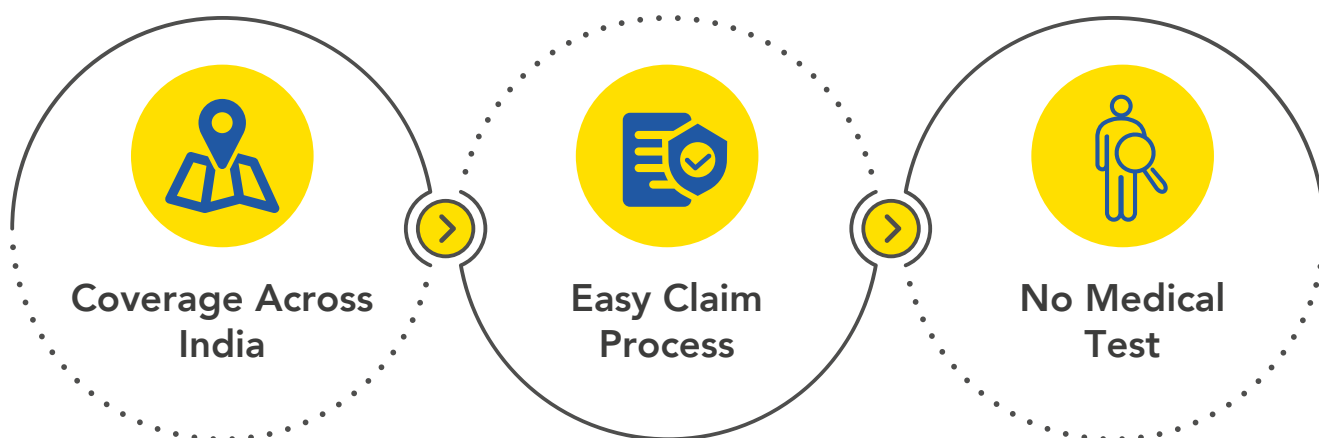 Coverage Across
India
Easy Claim
Process
No Medical
Test